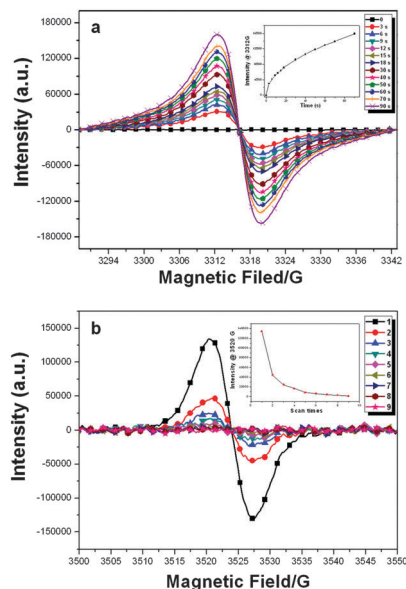 a
160000
120000
60000
0
-60000
-120000
-180000
Intensity (a.u.)
Intensity @ 3312G
Time (s)
0
3 s
6 s
9 s
12 s
15 s
18 s
30 s
40 s
50 s
60 s
70 s
90 s
3294 3300 3306 3312 3318 3324 3330 3336 3342
Magnetic Filed/G
b
150000
100000
50000
0
-50000
-100000
-150000
Intensity (a.u.)
Intensity @ 3520 G
Scan times
1
2
3
4
5
6
7
8
9
3500 3505 3510 3515 3520 3525 3530 3535 3540 3545 3550
Magnetic Field/G